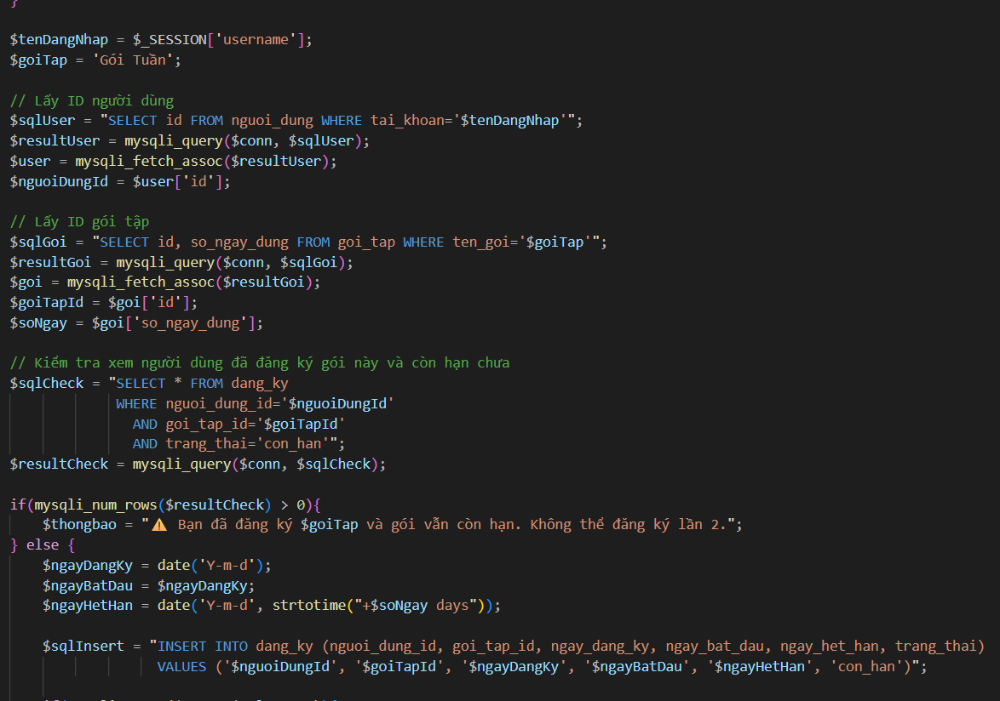 }
$tenDangNhap = $_SESSION['username'];
$goiTap = 'Gói Tuần';
// Lấy ID người dùng
$sqlUser = "SELECT id FROM nguoi_dung WHERE tai_khoan='$tenDangNhap'";
$resultUser = mysqli_query($conn, $sqlUser);
$user = mysqli_fetch_assoc($resultUser);
$nguoiDungId = $user['id'];
// Lấy ID gói tập
$sqlGoi = "SELECT id, so_ngay_dung FROM goi_tap WHERE ten_goi='$goiTap'";
$resultGoi = mysqli_query($conn, $sqlGoi);
$goi = mysqli_fetch_assoc($resultGoi);
$goiTapId = $goi['id'];
$soNgay = $goi['so_ngay_dung'];
// Kiểm tra xem người dùng đã đăng ký gói này và còn hạn chưa
$sqlCheck = "SELECT * FROM dang_ky
WHERE nguoi_dung_id='$nguoiDungId'
AND goi_tap_id='$goiTapId'
AND trang_thai='con_han'";
$resultCheck = mysqli_query($conn, $sqlCheck);
if(mysqli_num_rows($resultCheck) > 0){
$thongbao = "⚠️ Bạn đã đăng ký $goiTap và gói vẫn còn hạn. Không thể đăng ký lần 2.";
} else {
$ngayDangKy = date('Y-m-d');
$ngayBatDau = $ngayDangKy;
$ngayHetHan = date('Y-m-d', strtotime("+$soNgay days"));
$sqlInsert = "INSERT INTO dang_ky (nguoi_dung_id, goi_tap_id, ngay_dang_ky, ngay_bat_dau, ngay_het_han, trang_thai)
VALUES ('$nguoiDungId', '$goiTapId', '$ngayDangKy', '$ngayBatDau', '$ngayHetHan', 'con_han')";